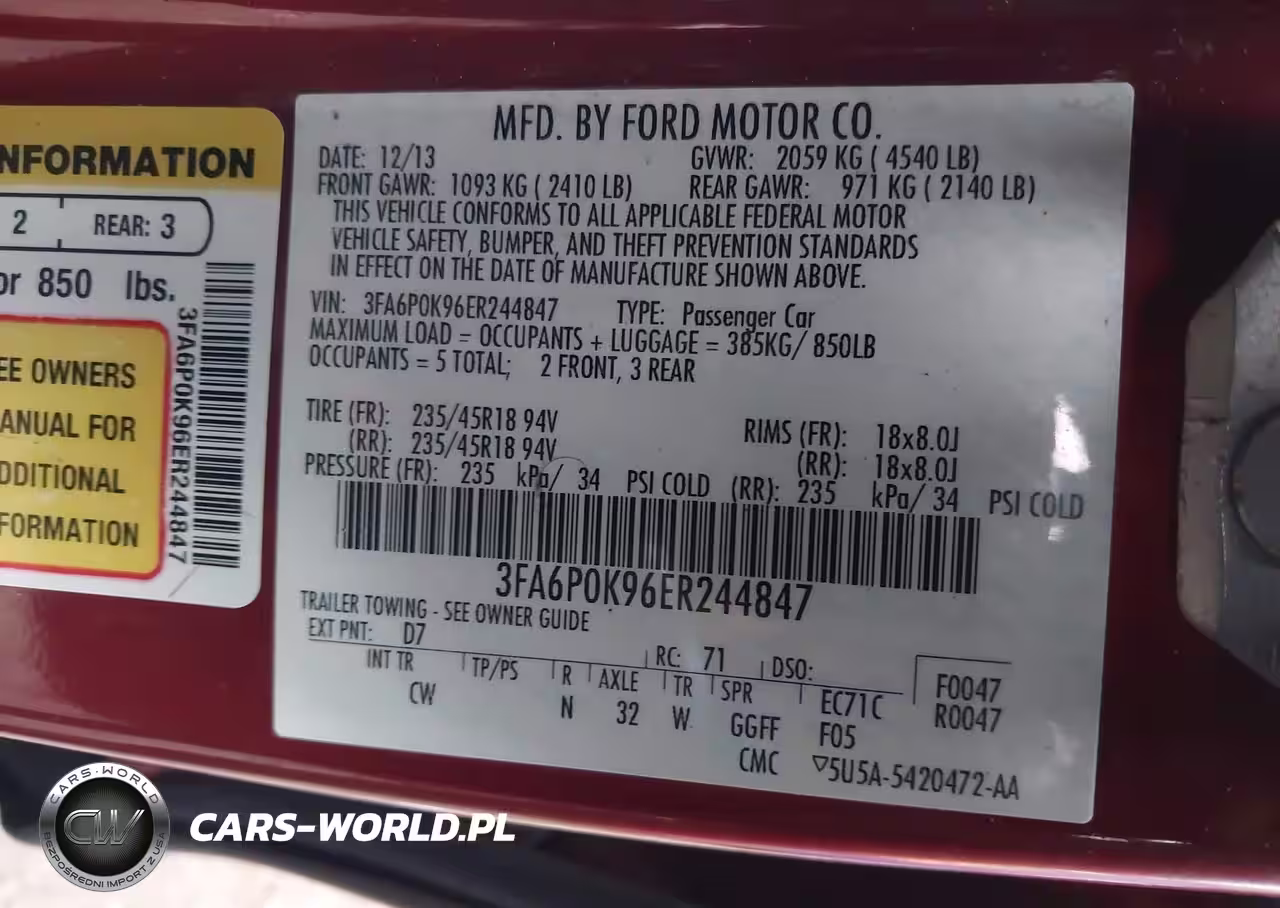 NFORMATION
2 REAR: 3
or 850 lbs.
EE OWNERS
ANUAL FOR
DDITIONAL
FORMATION
3FA6P0K96ER244847
MFD. BY FORD MOTOR CO.
DATE: 12/13 GVWR: 2059 KG ( 4540 LB)
FRONT GAWR: 1093 KG ( 2410 LB) REAR GAWR: 971 KG ( 2140 LB)
THIS VEHICLE CONFORMS TO ALL APPLICABLE FEDERAL MOTOR
VEHICLE SAFETY, BUMPER, AND THEFT PREVENTION STANDARDS
IN EFFECT ON THE DATE OF MANUFACTURE SHOWN ABOVE.
VIN: 3FA6P0K96ER244847 TYPE: Passenger Car
MAXIMUM LOAD = OCCUPANTS + LUGGAGE = 385KG/ 850LB
OCCUPANTS = 5 TOTAL; 2 FRONT, 3 REAR
TIRE (FR): 235/45R18 94V RIMS (FR): 18x8.0J
(RR): 235/45R18 94V (RR): 18x8.0J
PRESSURE (FR): 235 kPa/ 34 PSI COLD (RR): 235 kPa/ 34 PSI COLD
3FA6P0K96ER244847
TRAILER TOWING - SEE OWNER GUIDE
EXT PNT: D7 RC: 71 DSO:
INT TR TP/PS R AXLE TR SPR EC71C F0047
CW N 32 W GGFF F05 R0047
CMC ▽5U5A-5420472-AA
CARS-WORLD
CW
BEZPOŚREDNI IMPORT Z USA
CARS-WORLD.PL